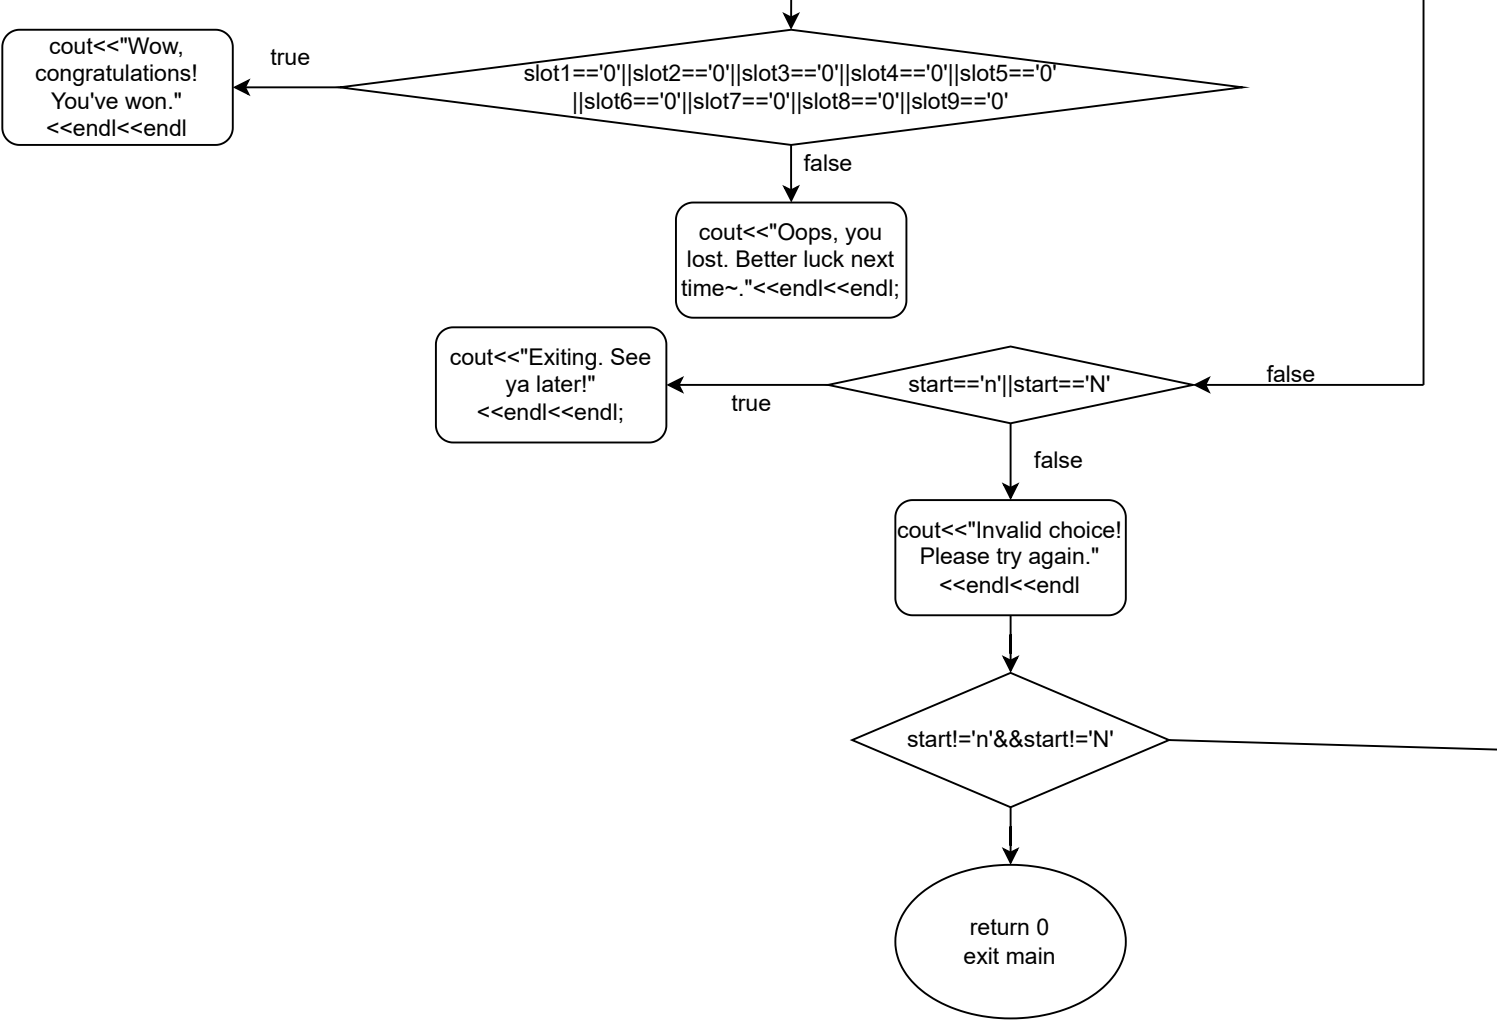 cout<<"Wow,
congratulations!
You've won."
<<endl<<endl
true
slot1=='0'||slot2=='0'||slot3=='0'||slot4=='0'||slot5=='0'
||slot6=='0'||slot7=='0'||slot8=='0'||slot9=='0'
false
cout<<"Oops, you
lost. Better luck next
time~."<<endl<<endl;
cout<<"Exiting. See
ya later!"
<<endl<<endl;
true
start=='n'||start=='N'
false
false
cout<<"Invalid choice!
Please try again."
<<endl<<endl
start!='n'&&start!='N'
return 0
exit main